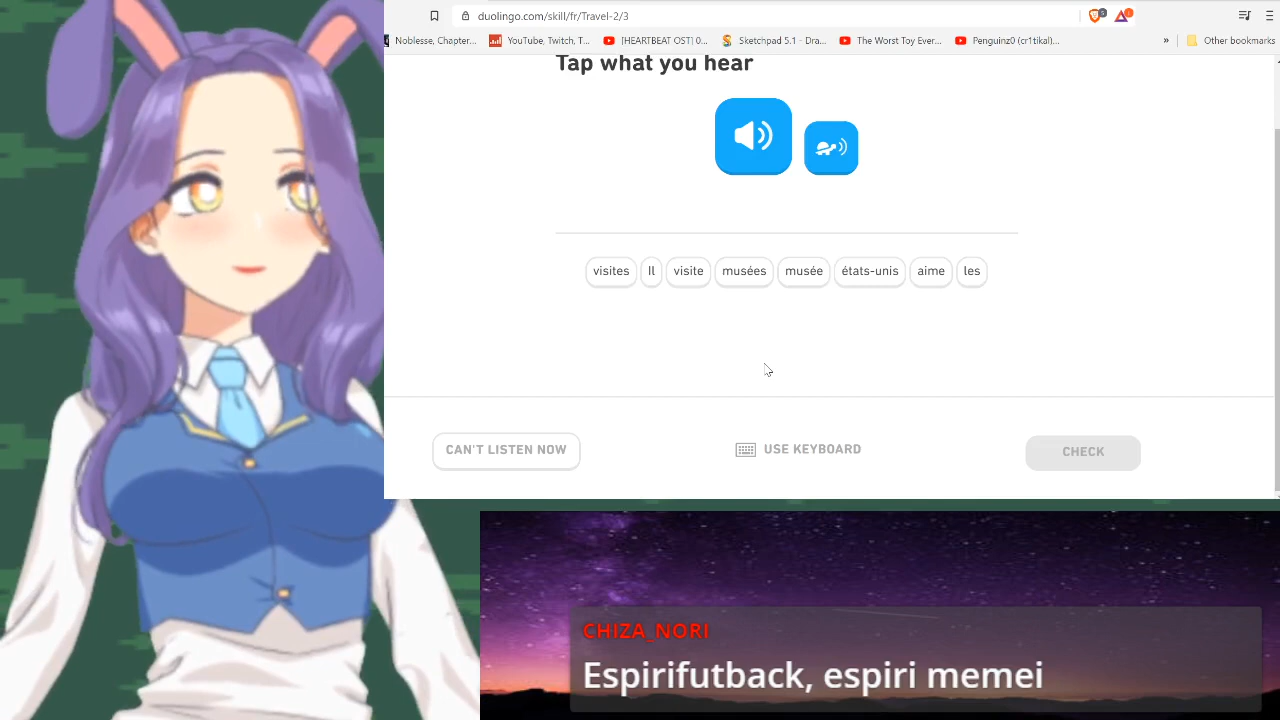 duolingo.com/skill/fr/Travel-2/3
Noblesse, Chapter... YouTube, Twitch, T... [HEARTBEAT OST] 0... Sketchpad 5.1 - Dra... The Worst Toy Ever... Penguinz0 (cr1tikal)... » Other bookmarks
Tap what you hear
visites Il visite musées musée états-unis aime les
CAN'T LISTEN NOW USE KEYBOARD CHECK
CHIZA_NORI
Espirifutback, espiri memei